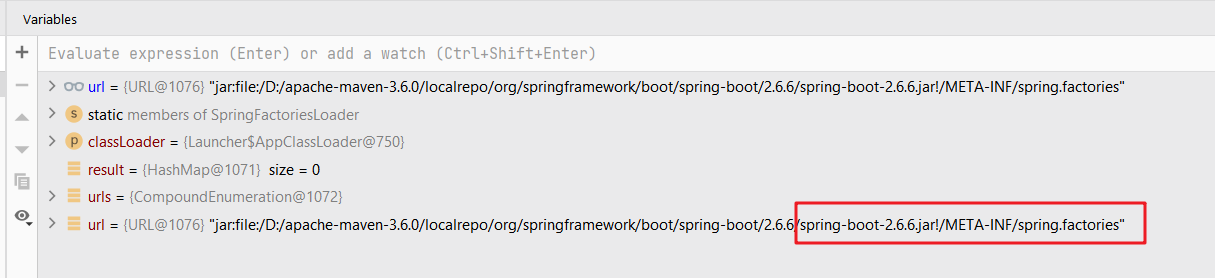 Variables
Evaluate expression (Enter) or add a watch (Ctrl+Shift+Enter)
url = {URL@1076} "jar:file:/D:/apache-maven-3.6.0/localrepo/org/springframework/boot/spring-boot/2.6.6/spring-boot-2.6.6.jar!/META-INF/spring.factories"
s static members of SpringFactoriesLoader
p classLoader = {Launcher$AppClassLoader@750}
result = {HashMap@1071} size = 0
urls = {CompoundEnumeration@1072}
url = {URL@1076} "jar:file:/D:/apache-maven-3.6.0/localrepo/org/springframework/boot/spring-boot/2.6.6/spring-boot-2.6.6.jar!/META-INF/spring.factories"